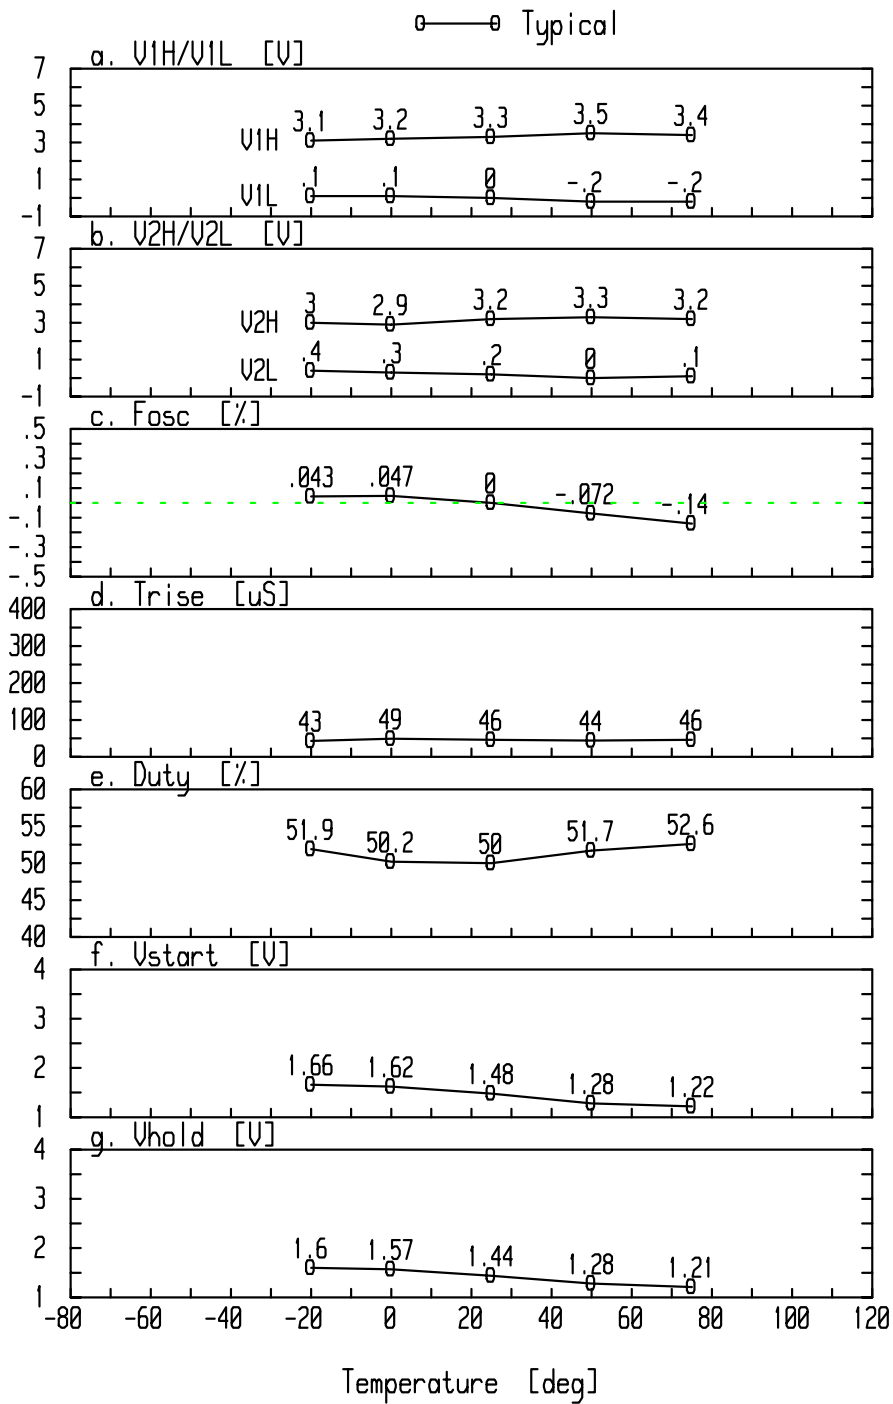 Typical
a. V1H/V1L [V]
7
5
3
1
-1
V1H
3.1 3.2 3.3 3.5 3.4
V1L
.1 .1 0 -.2 -.2
b. V2H/V2L [V]
7
5
3
1
-1
V2H
3 2.9 3.2 3.3 3.2
V2L
.4 .3 .2 0 .1
c. Fosc [%]
.5
.3
.1
-.1
-.3
-.5
.043 .047 0 -.072 -.14
d. Trise [uS]
400
300
200
100
0
43 49 46 44 46
e. Duty [%]
60
55
50
45
40
51.9 50.2 50 51.7 52.6
f. Vstart [V]
4
3
2
1
1.66 1.62 1.48 1.28 1.22
g. Vhold [V]
4
3
2
1
1.6 1.57 1.44 1.28 1.21
-80 -60 -40 -20 0 20 40 60 80 100 120
Temperature [deg]